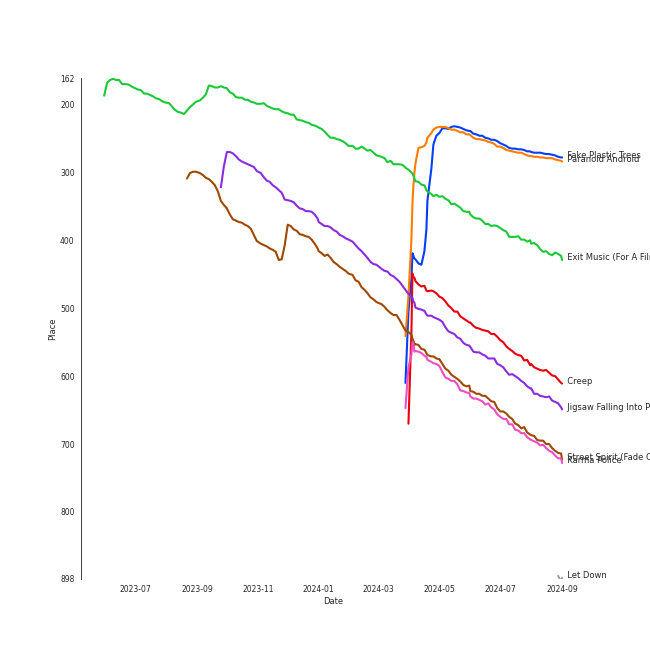 162
200
300
400
500
600
700
800
898
Place
2023-07
2023-09
2023-11
2024-01
2024-03
2024-05
2024-07
2024-09
Date
Fake Plastic Trees
Paranoid Android
Exit Music (For A Fil
Creep
Jigsaw Falling Into P
Street Spirit (Fade O
Karma Police
Let Down